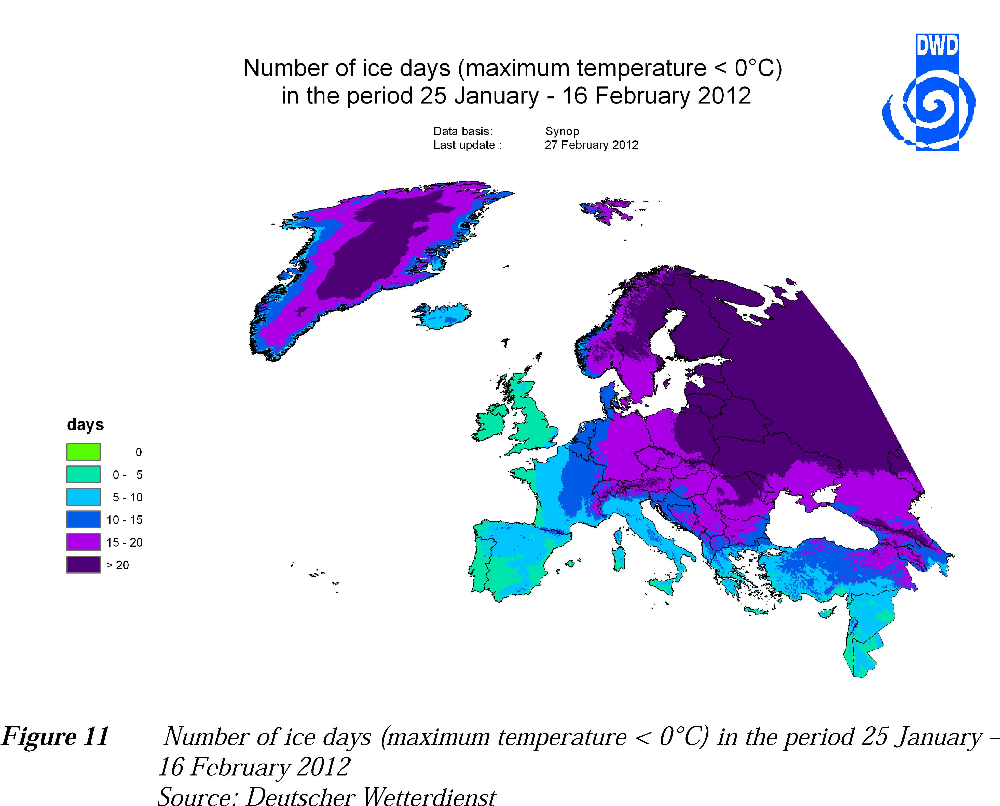 DWD
Number of ice days (maximum temperature < 0°C)
in the period 25 January - 16 February 2012
Data basis: Synop
Last update : 27 February 2012
days
0
0 - 5
5 - 10
10 - 15
15 - 20
> 20
Figure 11 Number of ice days (maximum temperature < 0°C) in the period 25 January –
16 February 2012
Source: Deutscher Wetterdienst